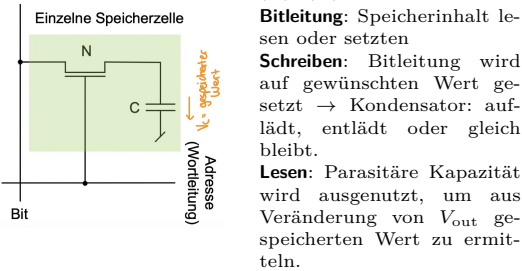 Einzelne Speicherzelle
N
C
Vc = gespeicherter
Wert
Adresse
(Wortleitung)
Bit
Bitleitung: Speicherinhalt le-
sen oder setzten
Schreiben: Bitleitung wird
auf gewünschten Wert ge-
setzt → Kondensator: auf-
lädt, entlädt oder gleich
bleibt.
Lesen: Parasitäre Kapazität
wird ausgenutzt, um aus
Veränderung von Vout ge-
speicherten Wert zu ermit-
teln.